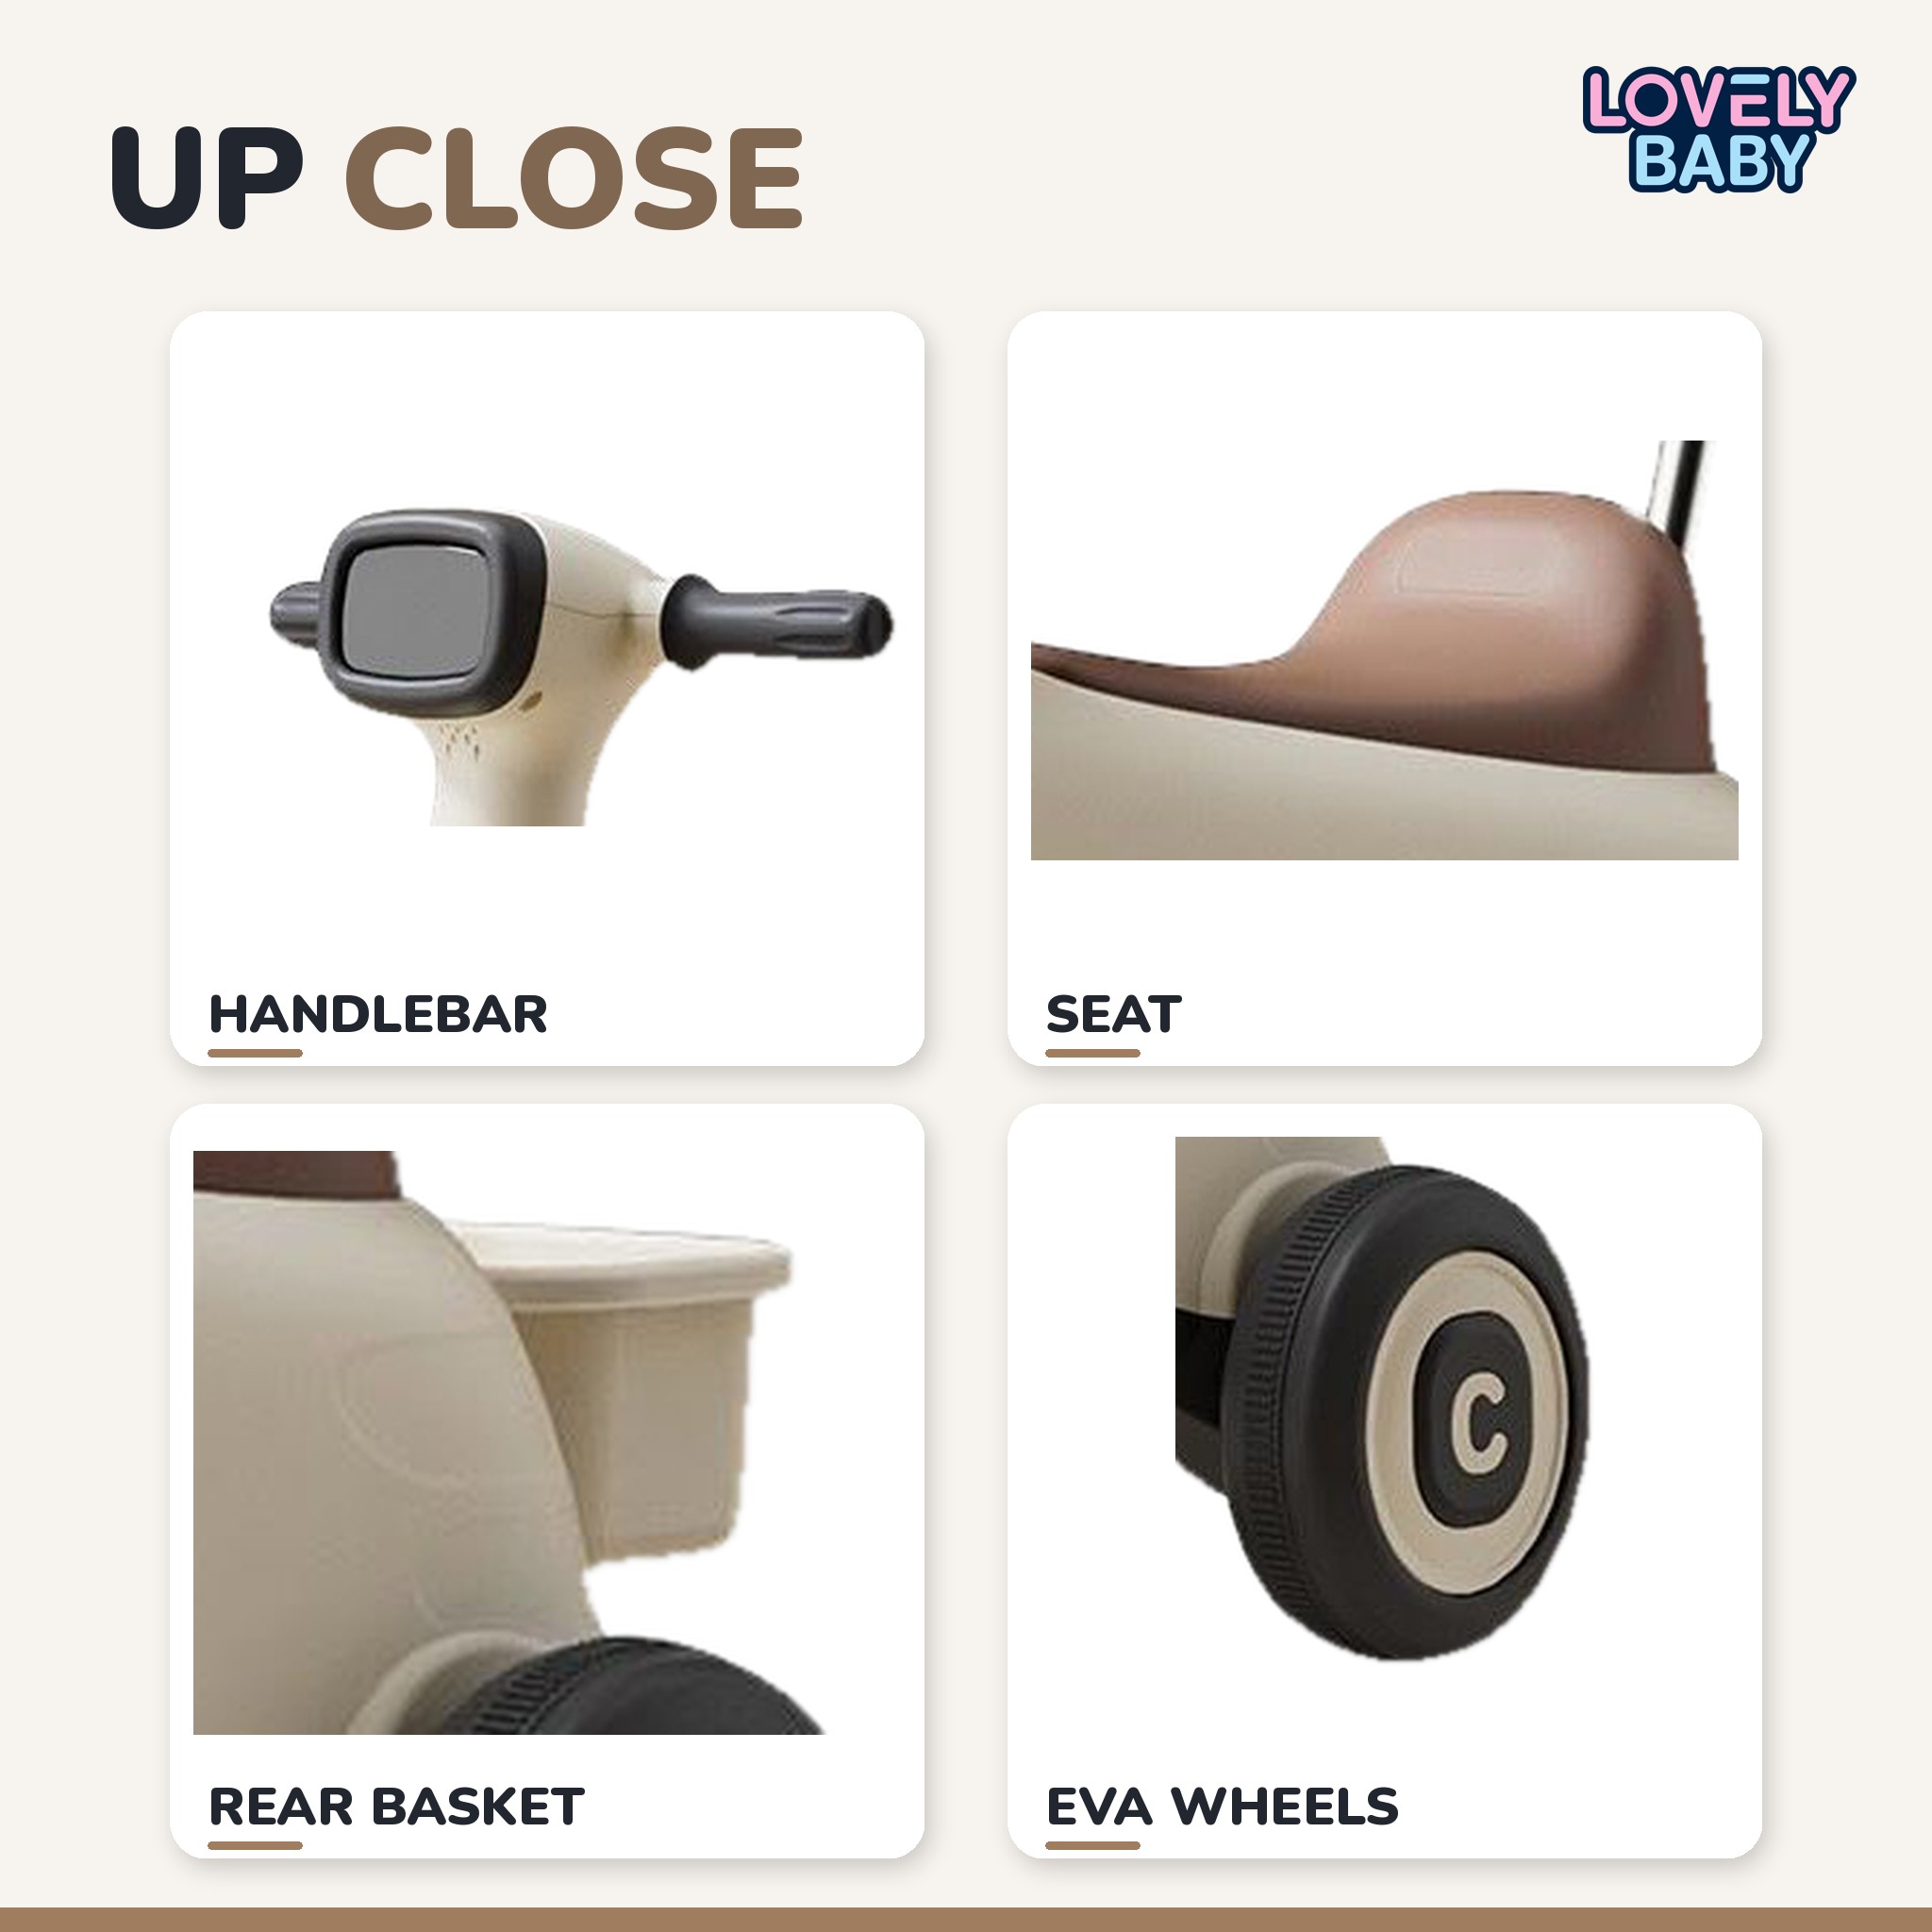 LOVELY
BABY
UP CLOSE
HANDLEBAR
SEAT
REAR BASKET
C
EVA WHEELS